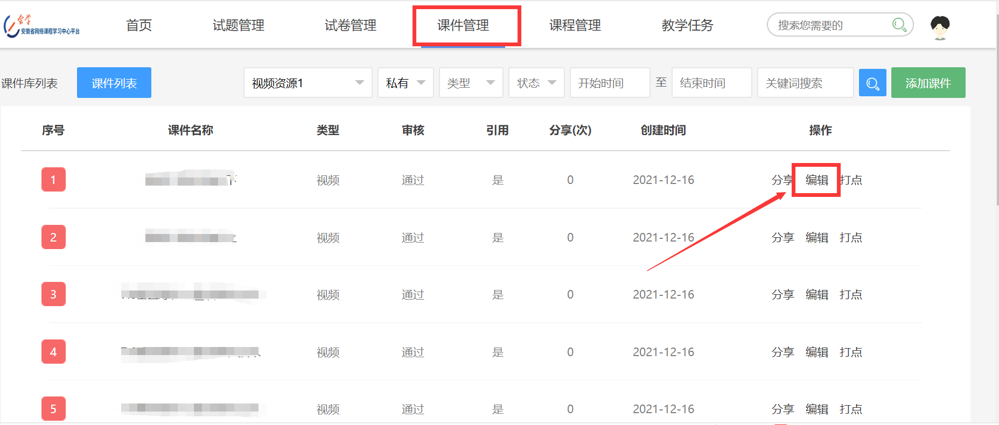 会学
安徽省网络课程学习中心平台
首页 试题管理 试卷管理 课件管理 课程管理 教学任务 搜索您需要的
课件库列表 课件列表 视频资源1 私有 类型 状态 开始时间 至 结束时间 关键词搜索 添加课件
序号 课件名称 类型 审核 引用 分享(次) 创建时间 操作
1 下 视频 通过 是 0 2021-12-16 分享 编辑 打点
2 视频 通过 是 0 2021-12-16 分享 编辑 打点
3 视频 通过 是 0 2021-12-16 分享 编辑 打点
4 视频 通过 是 0 2021-12-16 分享 编辑 打点
5 视频 通过 是 0 2021-12-16 分享 编辑 打点